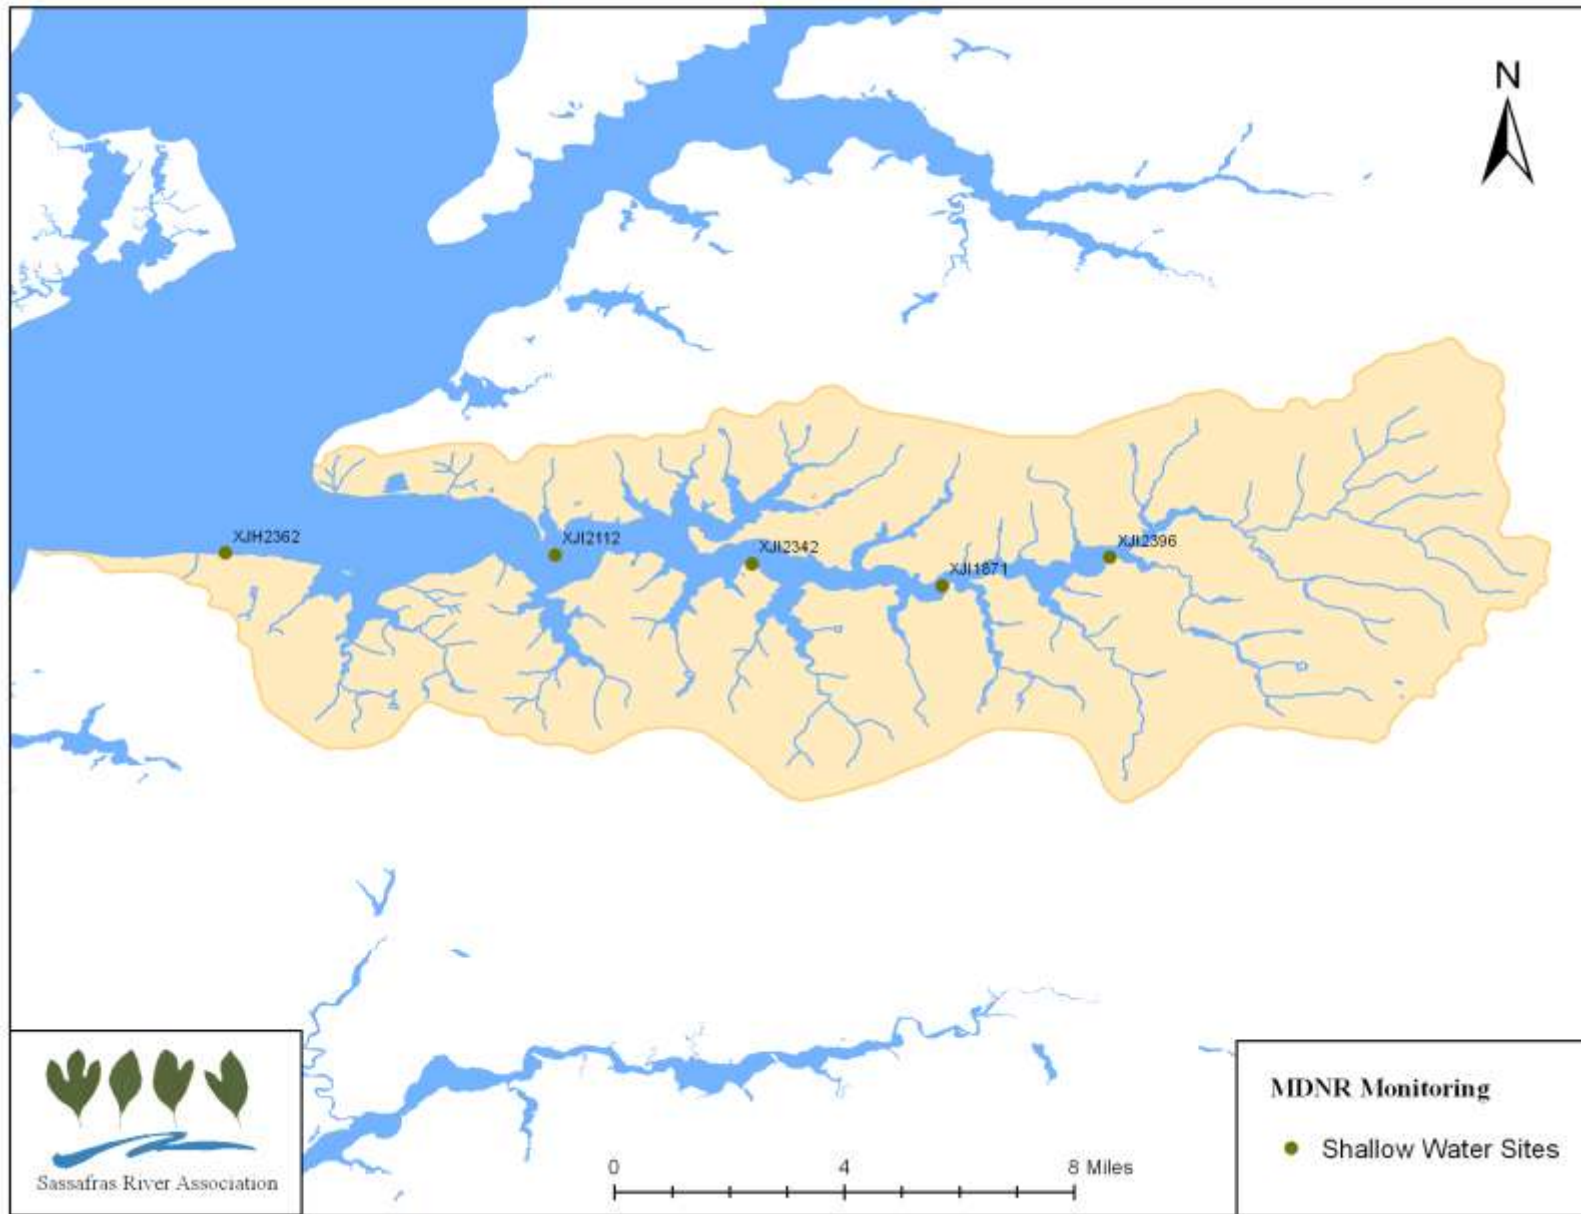 N
XJH2362
XJI2112
XJI2342
XJI1871
XJI2396
Sassafras River Association
0 4 8 Miles
MDNR Monitoring
Shallow Water Sites